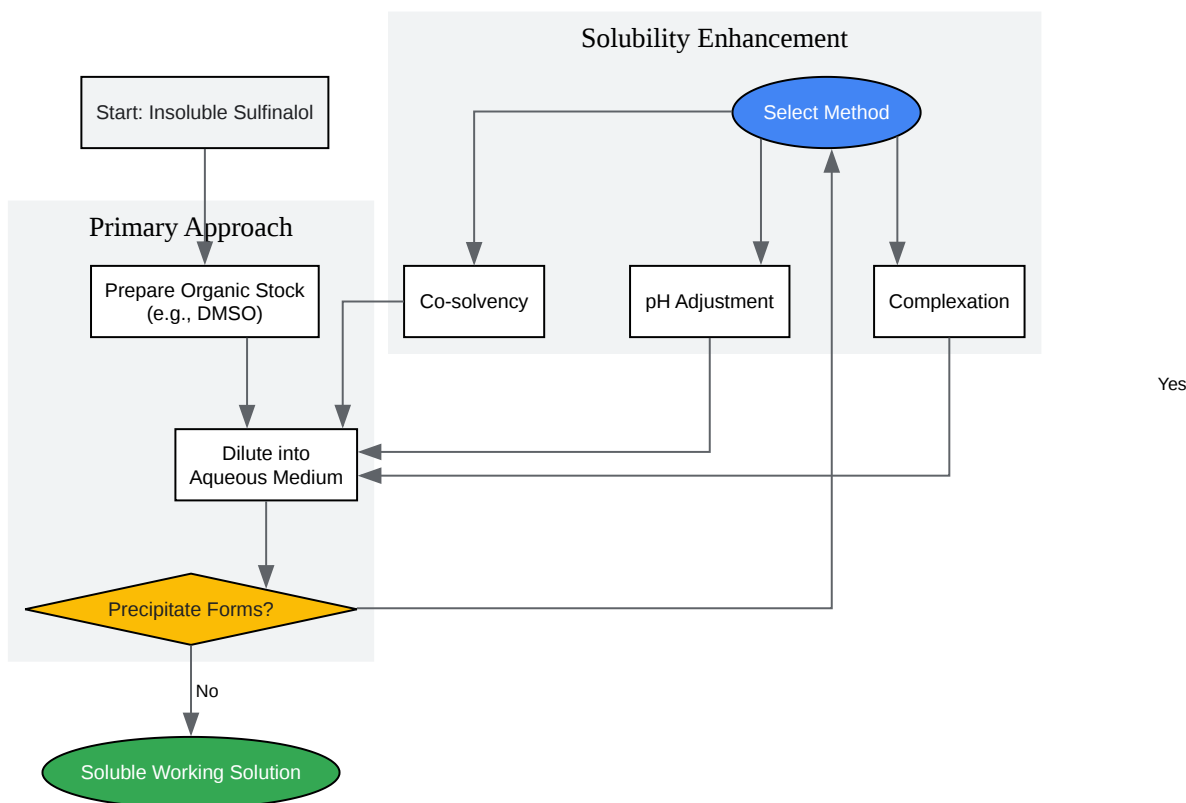 Solubility Enhancement
Start: Insoluble Sulfinalol
Select Method
Primary Approach
Prepare Organic Stock
(e.g., DMSO)
Co-solvency
pH Adjustment
Complexation
Yes
Dilute into
Aqueous Medium
Precipitate Forms?
No
Soluble Working Solution